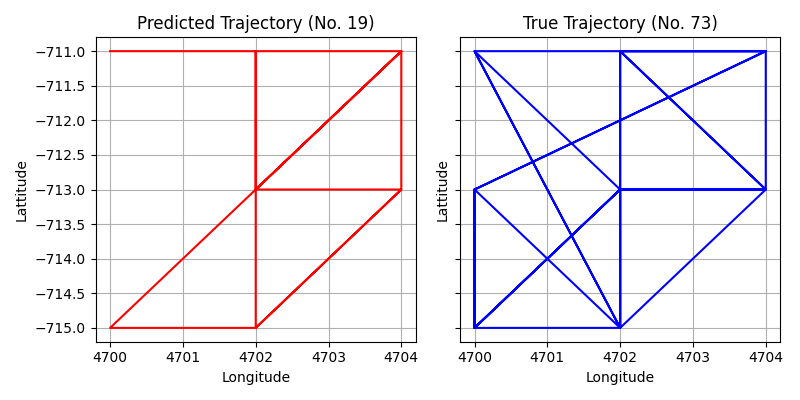 Predicted Trajectory (No. 19)
True Trajectory (No. 73)
−711.0
−711.5
−712.0
−712.5
−713.0
−713.5
−714.0
−714.5
−715.0
Lattitude
Lattitude
4700 4701 4702 4703 4704
4700 4701 4702 4703 4704
Longitude
Longitude